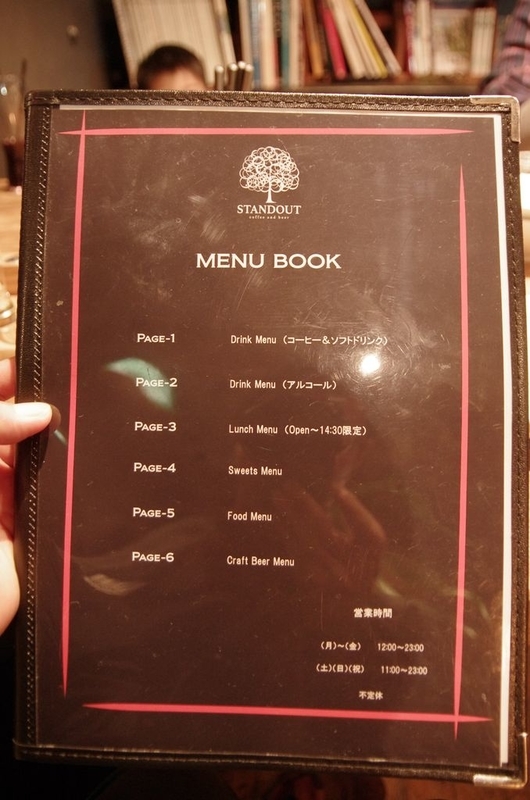 STANDOUT
coffee and beer
MENU BOOK
PAGE-1 Drink Menu (コーヒー&ソフトドリンク)
PAGE-2 Drink Menu (アルコール)
PAGE-3 Lunch Menu (Open～14:30限定)
PAGE-4 Sweets Menu
PAGE-5 Food Menu
PAGE-6 Craft Beer Menu
営業時間
(月)～(金) 12:00～23:00
(土)(日)(祝) 11:00～23:00
不定休